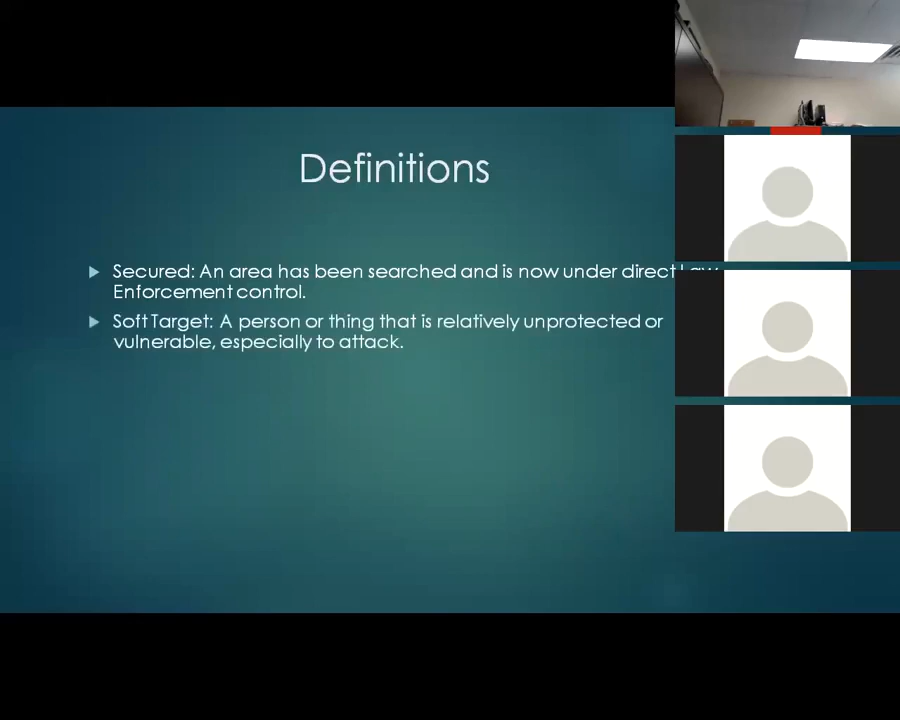 Definitions
Secured: An area has been searched and is now under direct Law
Enforcement control.
Soft Target: A person or thing that is relatively unprotected or
vulnerable, especially to attack.